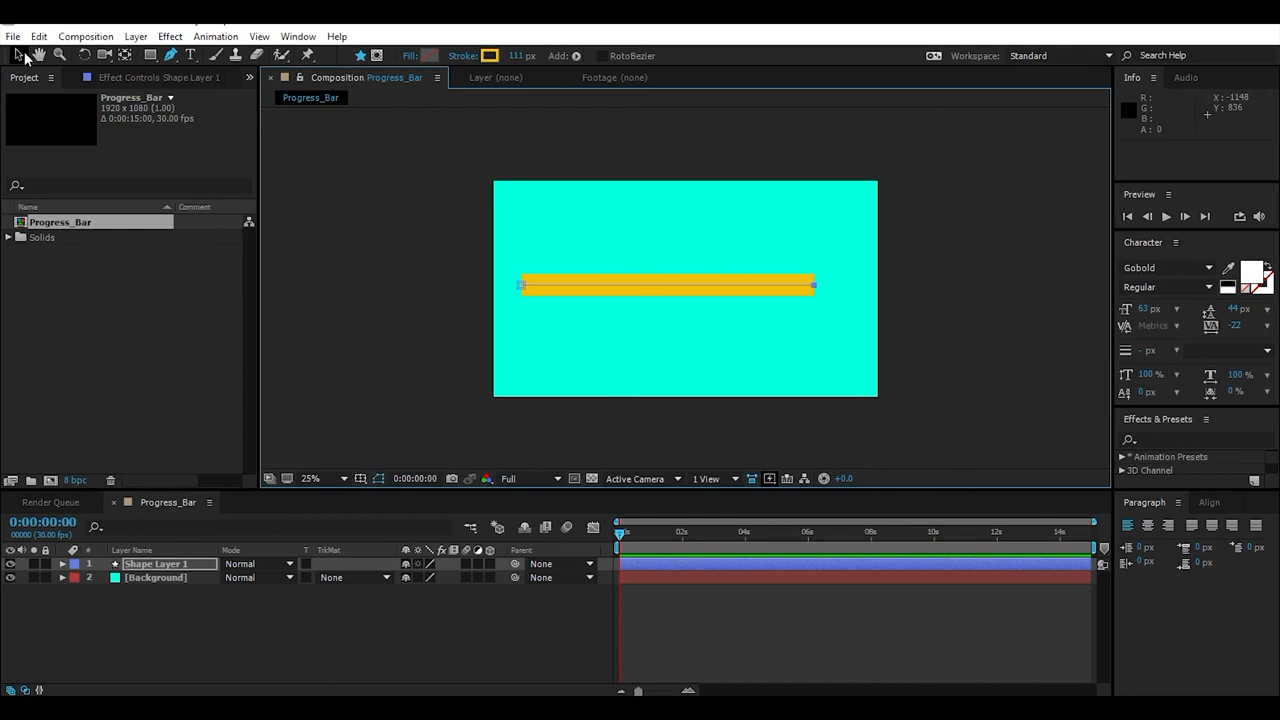 File Edit Composition Layer Effect Animation View Window Help
Fill: Stroke: 111 px Add: RotoBezier Workspace: Standard Search Help
Project Effect Controls Shape Layer 1 Composition Progress_Bar Layer (none) Footage (none) Info Audio
Progress_Bar
1920 x 1080 (1.00)
Δ 0:00:15:00, 30.00 fps
Progress_Bar
R : X : -1148
G : Y : 836
B :
A : 0
Name Comment
Progress_Bar
Solids
Preview
Character
Gobold
Regular
63 px 44 px
Metrics -22
- px
100 % 100 %
0 px 0 %
Effects & Presets
* Animation Presets
3D Channel
8 bpc
25% 0:00:00:00 Full Active Camera 1 View +0.0
Render Queue Progress_Bar
0:00:00:00
00000 (30.00 fps)
02s 04s 06s 08s 10s 12s 14s
# Layer Name Mode T TrkMat Parent
1 Shape Layer 1 Normal None
2 [Background] Normal None None
Paragraph Align
0 px 0 px 0 px
0 px 0 px